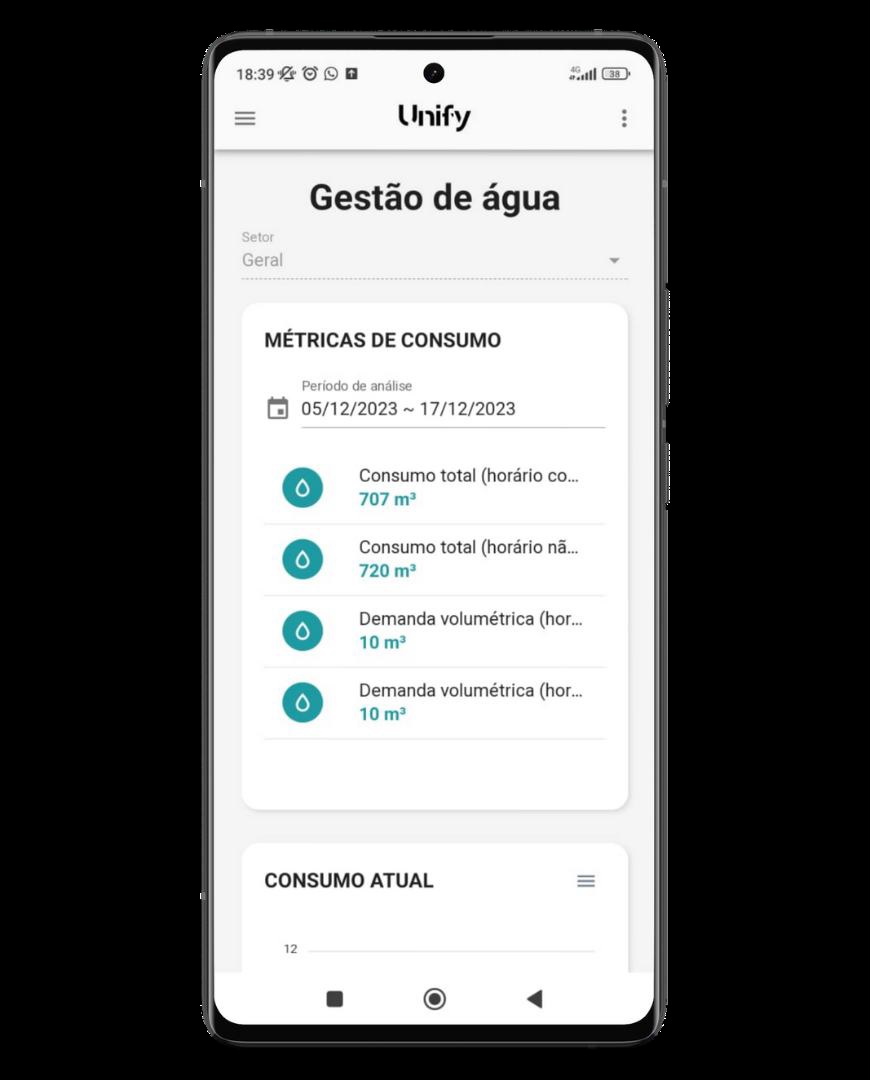 18:39
4G
38
Unify
Gestão de água
Setor
Geral
MÉTRICAS DE CONSUMO
Período de análise
05/12/2023 ~ 17/12/2023
Consumo total (horário co...
707 m³
Consumo total (horário nã...
720 m³
Demanda volumétrica (hor...
10 m³
Demanda volumétrica (hor...
10 m³
CONSUMO ATUAL
12